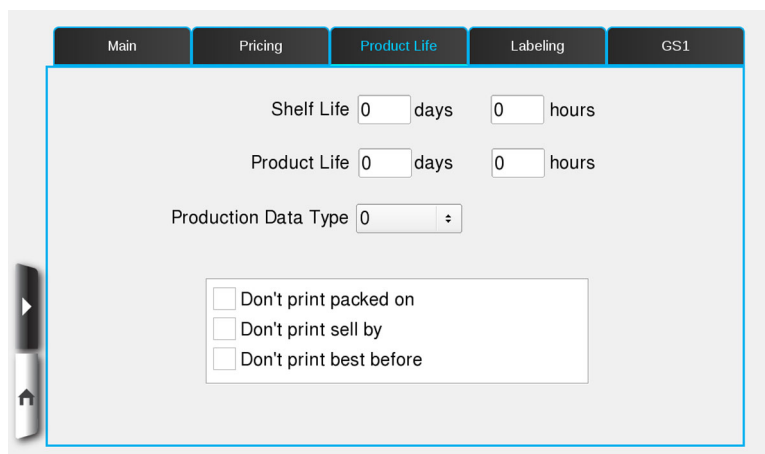 Main Pricing Product Life Labeling GS1
Shelf Life 0 days 0 hours
Product Life 0 days 0 hours
Production Data Type 0
Don't print packed on
Don't print sell by
Don't print best before